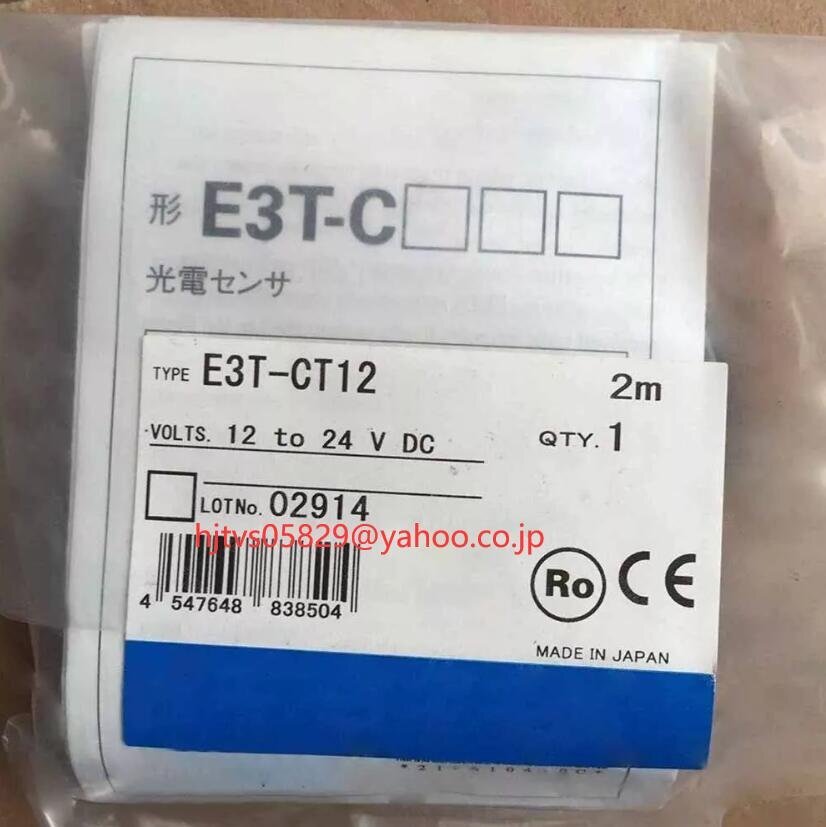 形 E3T-C□□□
光電センサ
TYPE E3T-CT12 2m
VOLTS. 12 to 24 V DC QTY. 1
LOTNo. 02914
hjtvs05829@yahoo.co.jp
4 547648 838504
Ro CE
MADE IN JAPAN